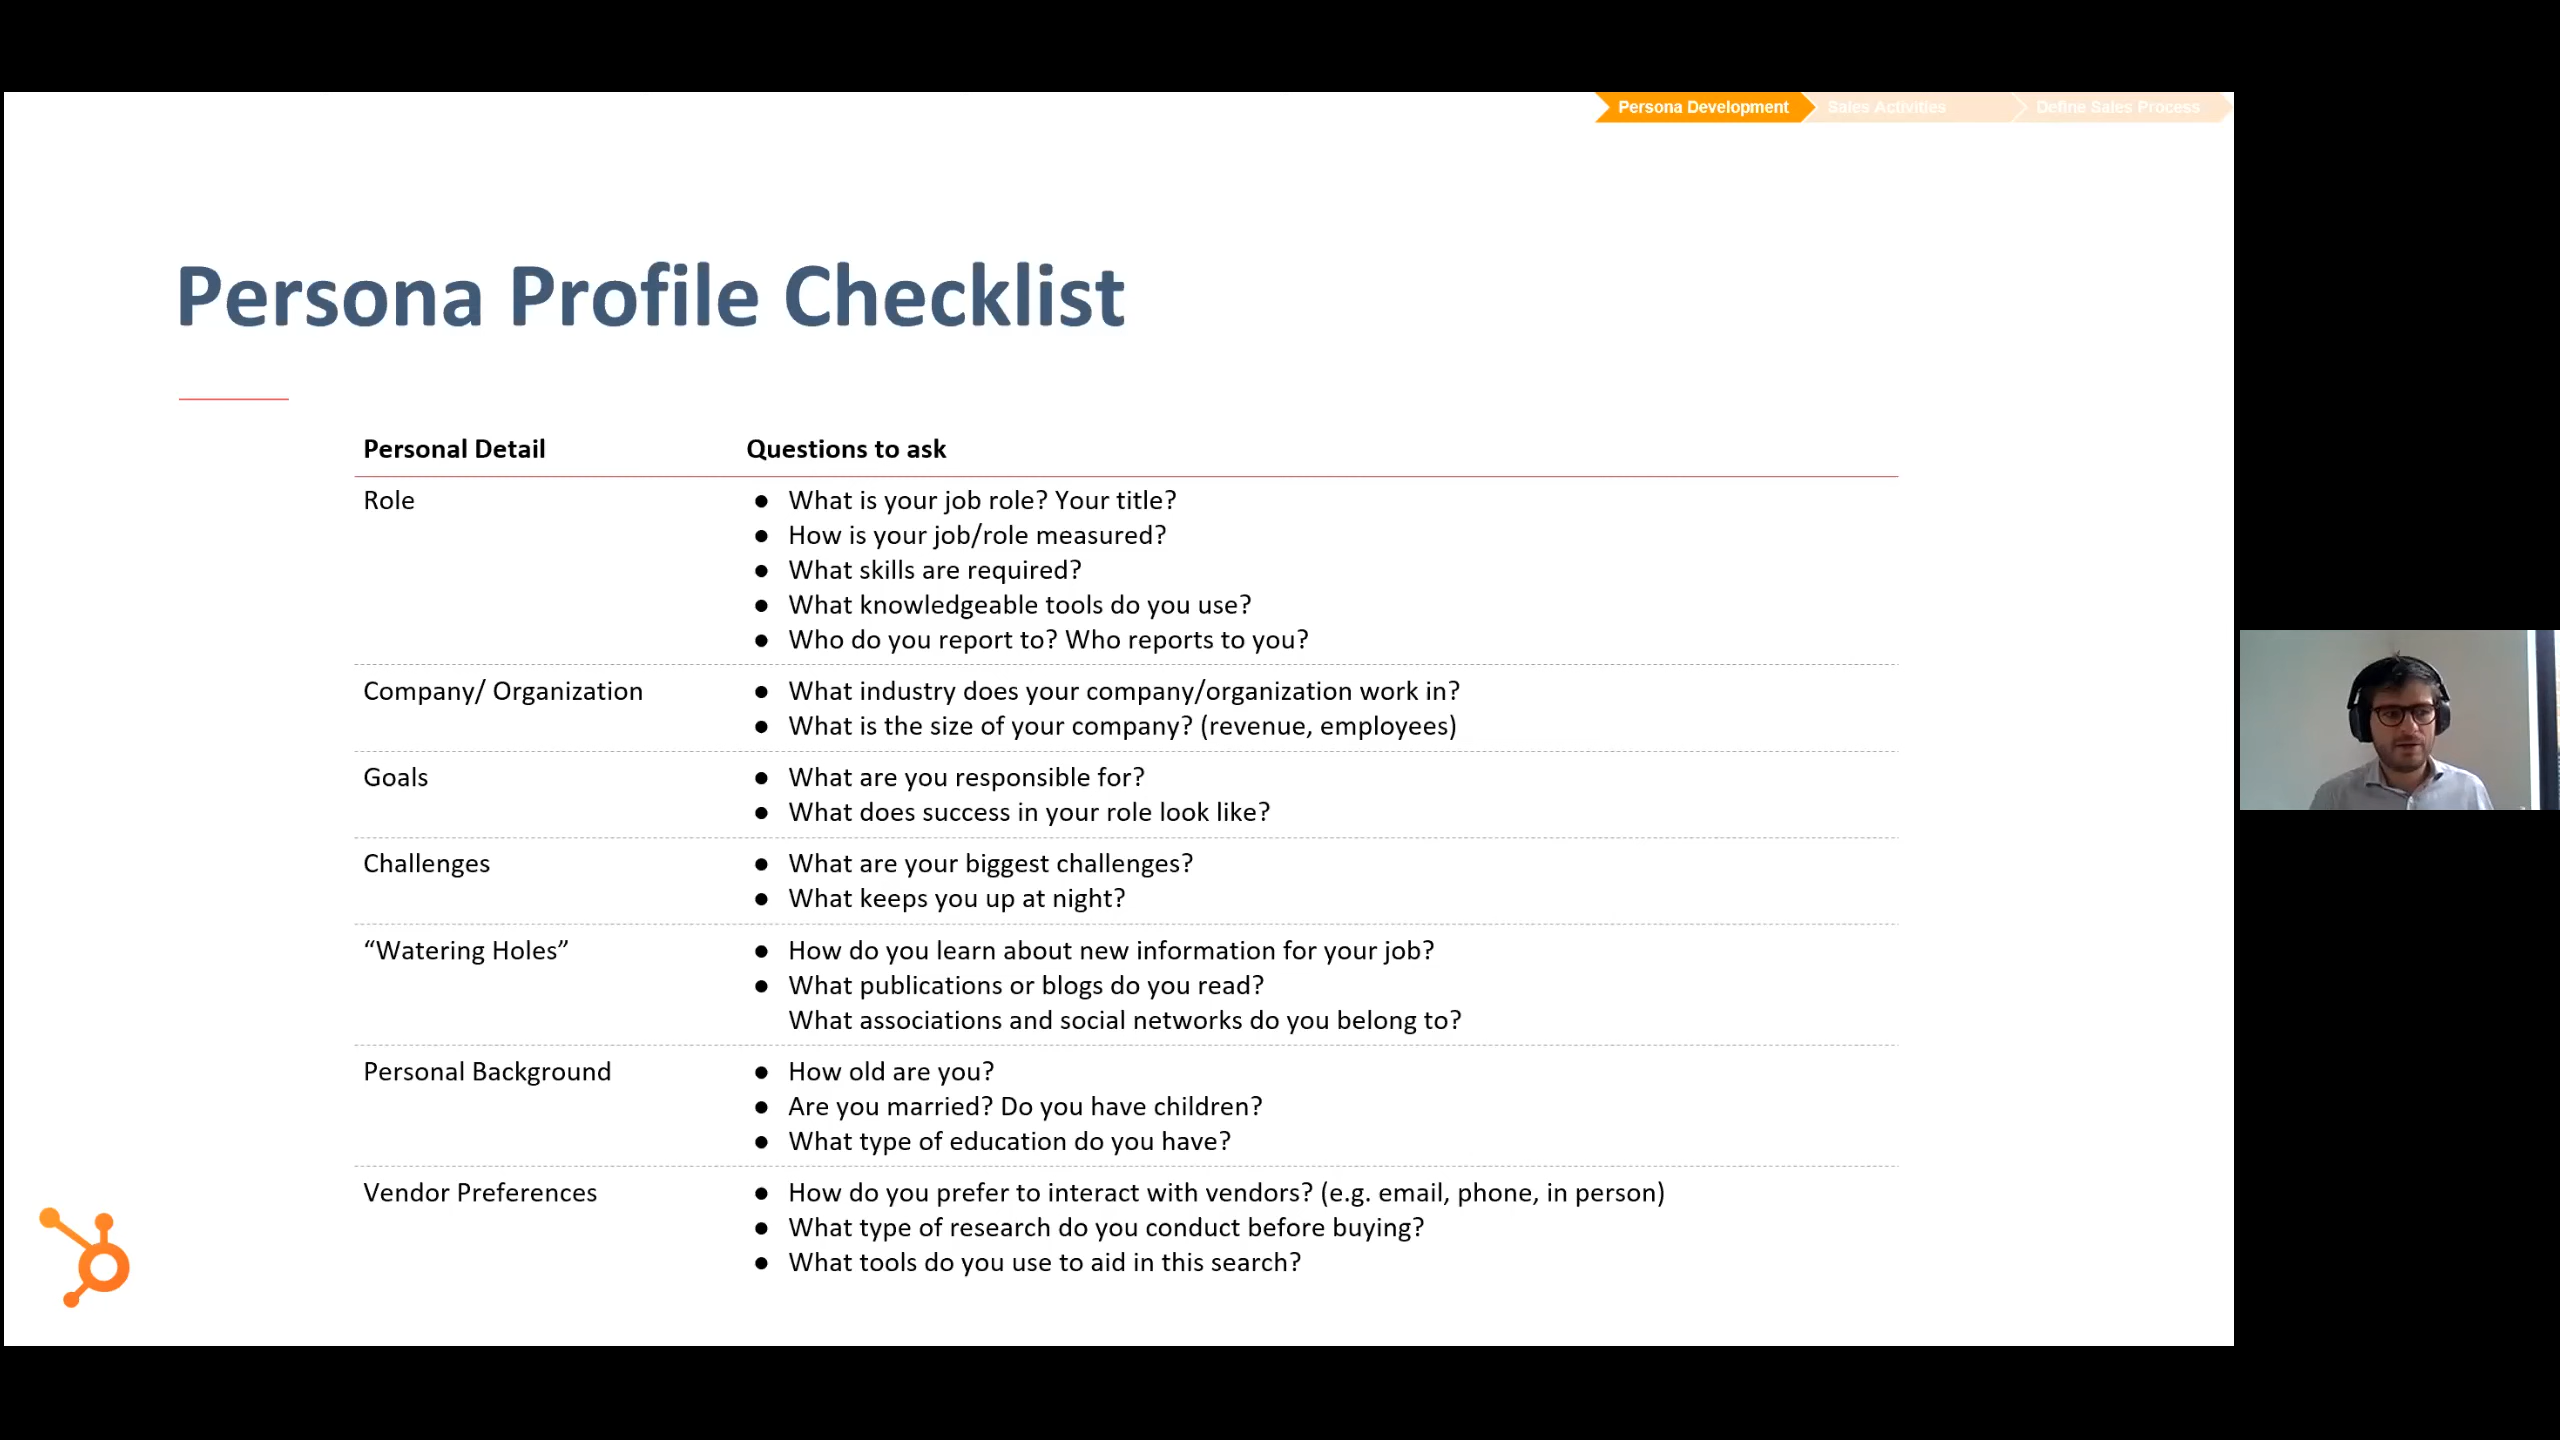 Persona Development
Sales Activities
Define Sales Process
Persona Profile Checklist
Personal Detail
Questions to ask
Role
● What is your job role? Your title?
● How is your job/role measured?
● What skills are required?
● What knowledgeable tools do you use?
● Who do you report to? Who reports to you?
Company/ Organization
● What industry does your company/organization work in?
● What is the size of your company? (revenue, employees)
Goals
● What are you responsible for?
● What does success in your role look like?
Challenges
● What are your biggest challenges?
● What keeps you up at night?
“Watering Holes”
● How do you learn about new information for your job?
● What publications or blogs do you read?
What associations and social networks do you belong to?
Personal Background
● How old are you?
● Are you married? Do you have children?
● What type of education do you have?
Vendor Preferences
● How do you prefer to interact with vendors? (e.g. email, phone, in person)
● What type of research do you conduct before buying?
● What tools do you use to aid in this search?